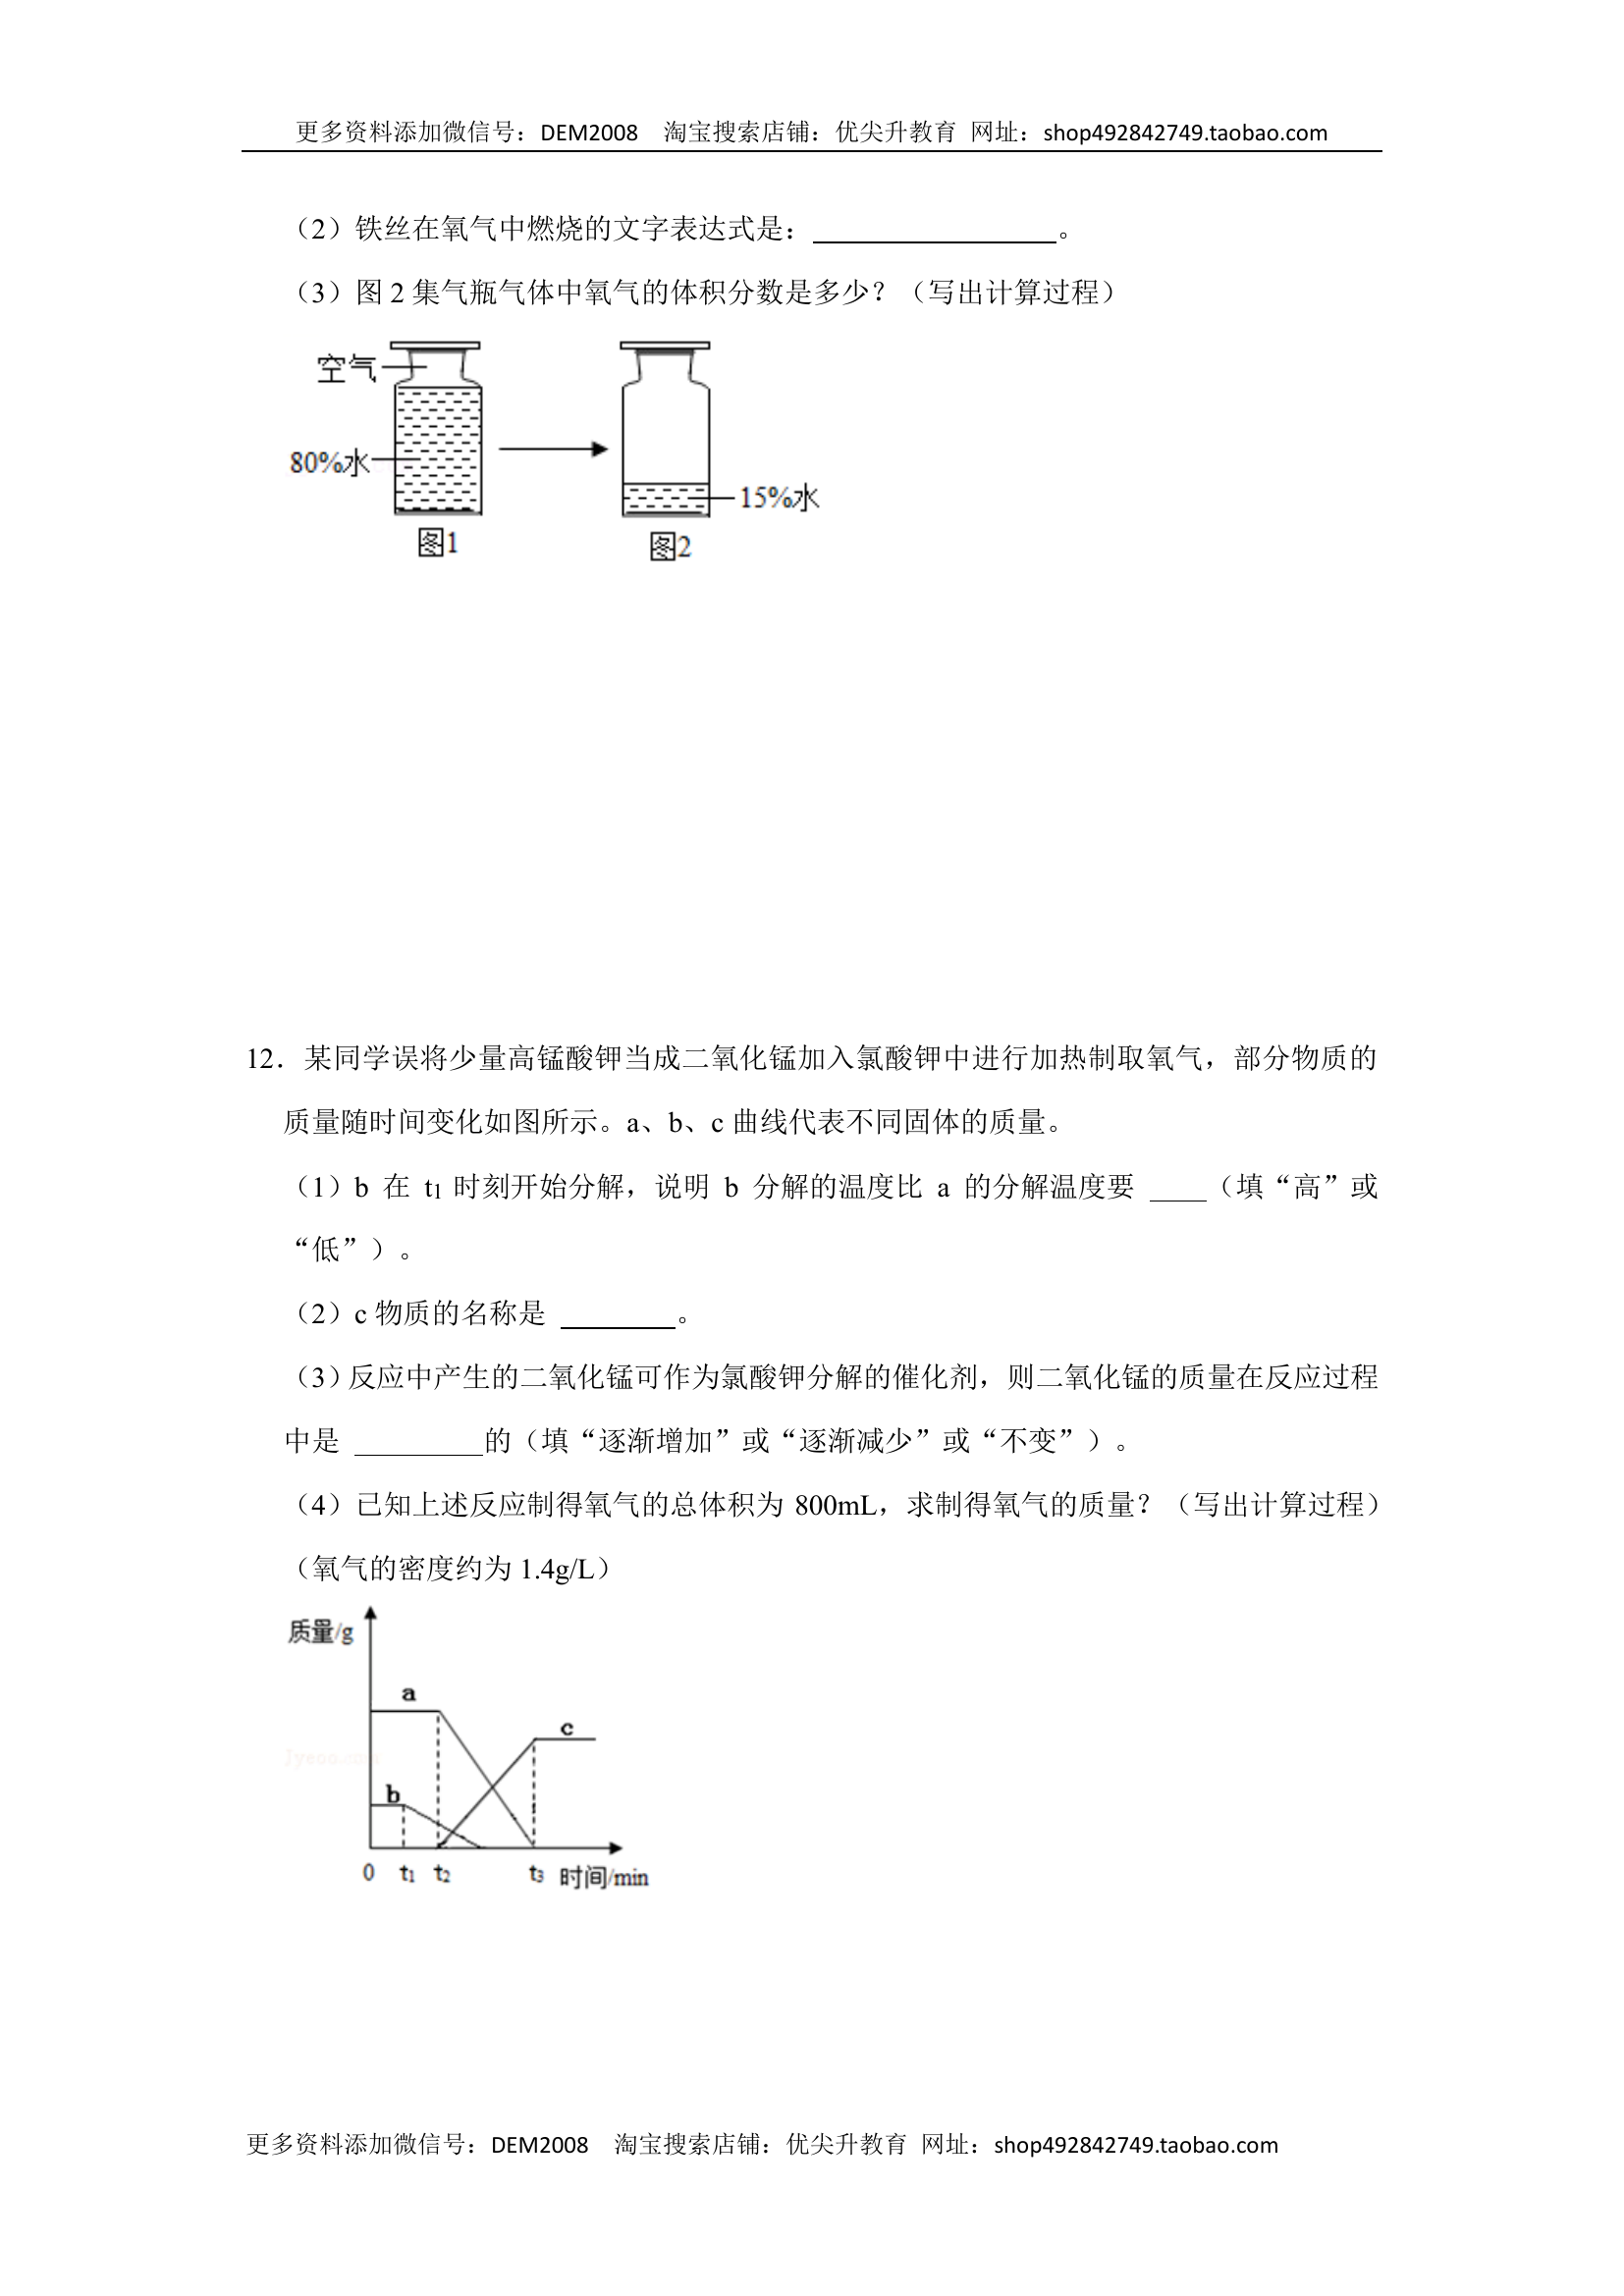 更多资料添加微信号：DEM2008 淘宝搜索店铺：优尖升教育 网址：shop492842749.taobao.com
（2）铁丝在氧气中燃烧的文字表达式是：________________。
（3）图 2 集气瓶气体中氧气的体积分数是多少？（写出计算过程）
空气
80%水
15%水
图1
图2
12．某同学误将少量高锰酸钾当成二氧化锰加入氯酸钾中进行加热制取氧气，部分物质的
质量随时间变化如图所示。a、b、c 曲线代表不同固体的质量。
（1）b 在 t1 时刻开始分解，说明 b 分解的温度比 a 的分解温度要 ____（填“高”或
“低”）。
（2）c 物质的名称是 ________。
（3）反应中产生的二氧化锰可作为氯酸钾分解的催化剂，则二氧化锰的质量在反应过程
中是 _________的（填“逐渐增加”或“逐渐减少”或“不变”）。
（4）已知上述反应制得氧气的总体积为 800mL，求制得氧气的质量？（写出计算过程）
（氧气的密度约为 1.4g/L）
质量/g
a
c
Jyeoo.com
b
0 t1 t2 t3 时间/min
更多资料添加微信号：DEM2008 淘宝搜索店铺：优尖升教育 网址：shop492842749.taobao.com